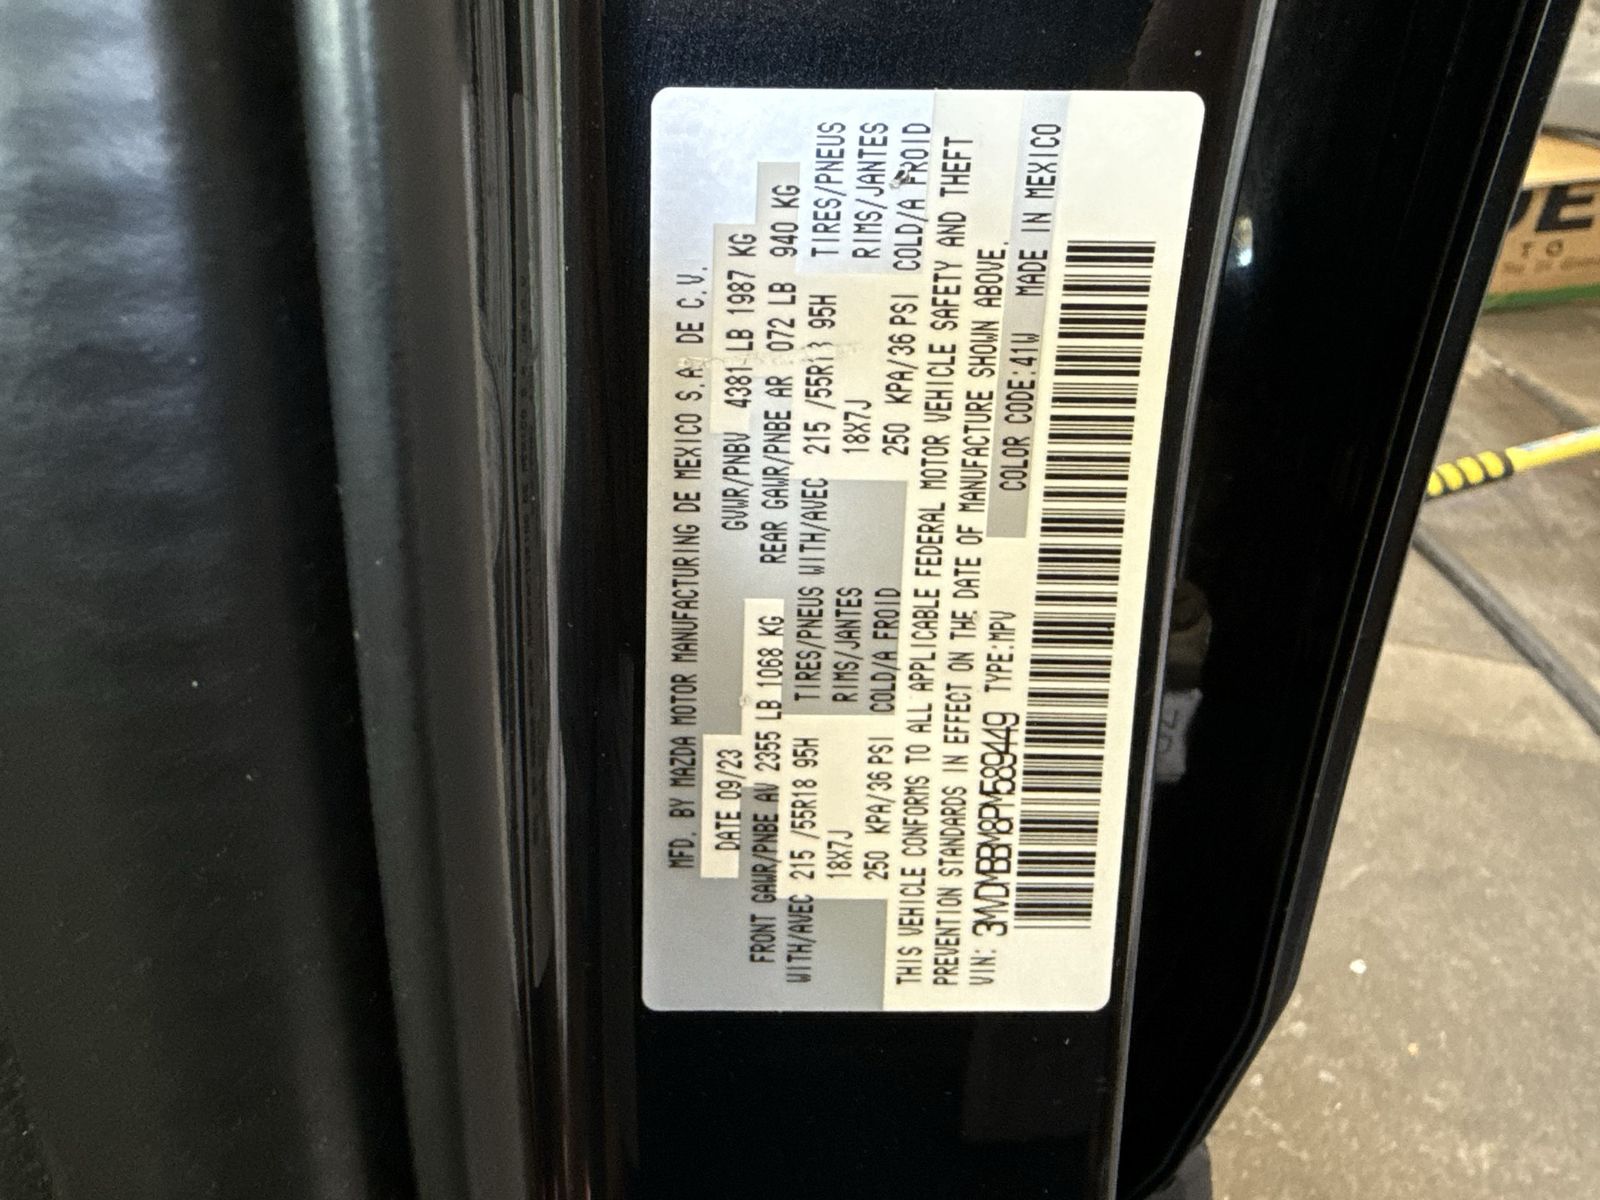 MFD. BY MAZDA MOTOR MANUFACTURING DE MEXICO S.A. DE C.V.
DATE 09/23 GVWR/PNBV 4381 LB 1987 KG
FRONT GAWR/PNBE AV 2355 LB 1068 KG REAR GAWR/PNBE AR 072 LB 940 KG
WITH/AVEC 215 /55R18 95H TIRES/PNEUS WITH/AVEC 215 /55R18 95H TIRES/PNEUS
18X7J RIMS/JANTES 18X7J RIMS/JANTES
250 KPA/36 PSI COLD/A FROID 250 KPA/36 PSI COLD/A FROID
THIS VEHICLE CONFORMS TO ALL APPLICABLE FEDERAL MOTOR VEHICLE SAFETY AND THEFT
PREVENTION STANDARDS IN EFFECT ON THE DATE OF MANUFACTURE SHOWN ABOVE.
VIN: 3MVDMBBM8PM589449 TYPE:MPV COLOR CODE:41W MADE IN MEXICO